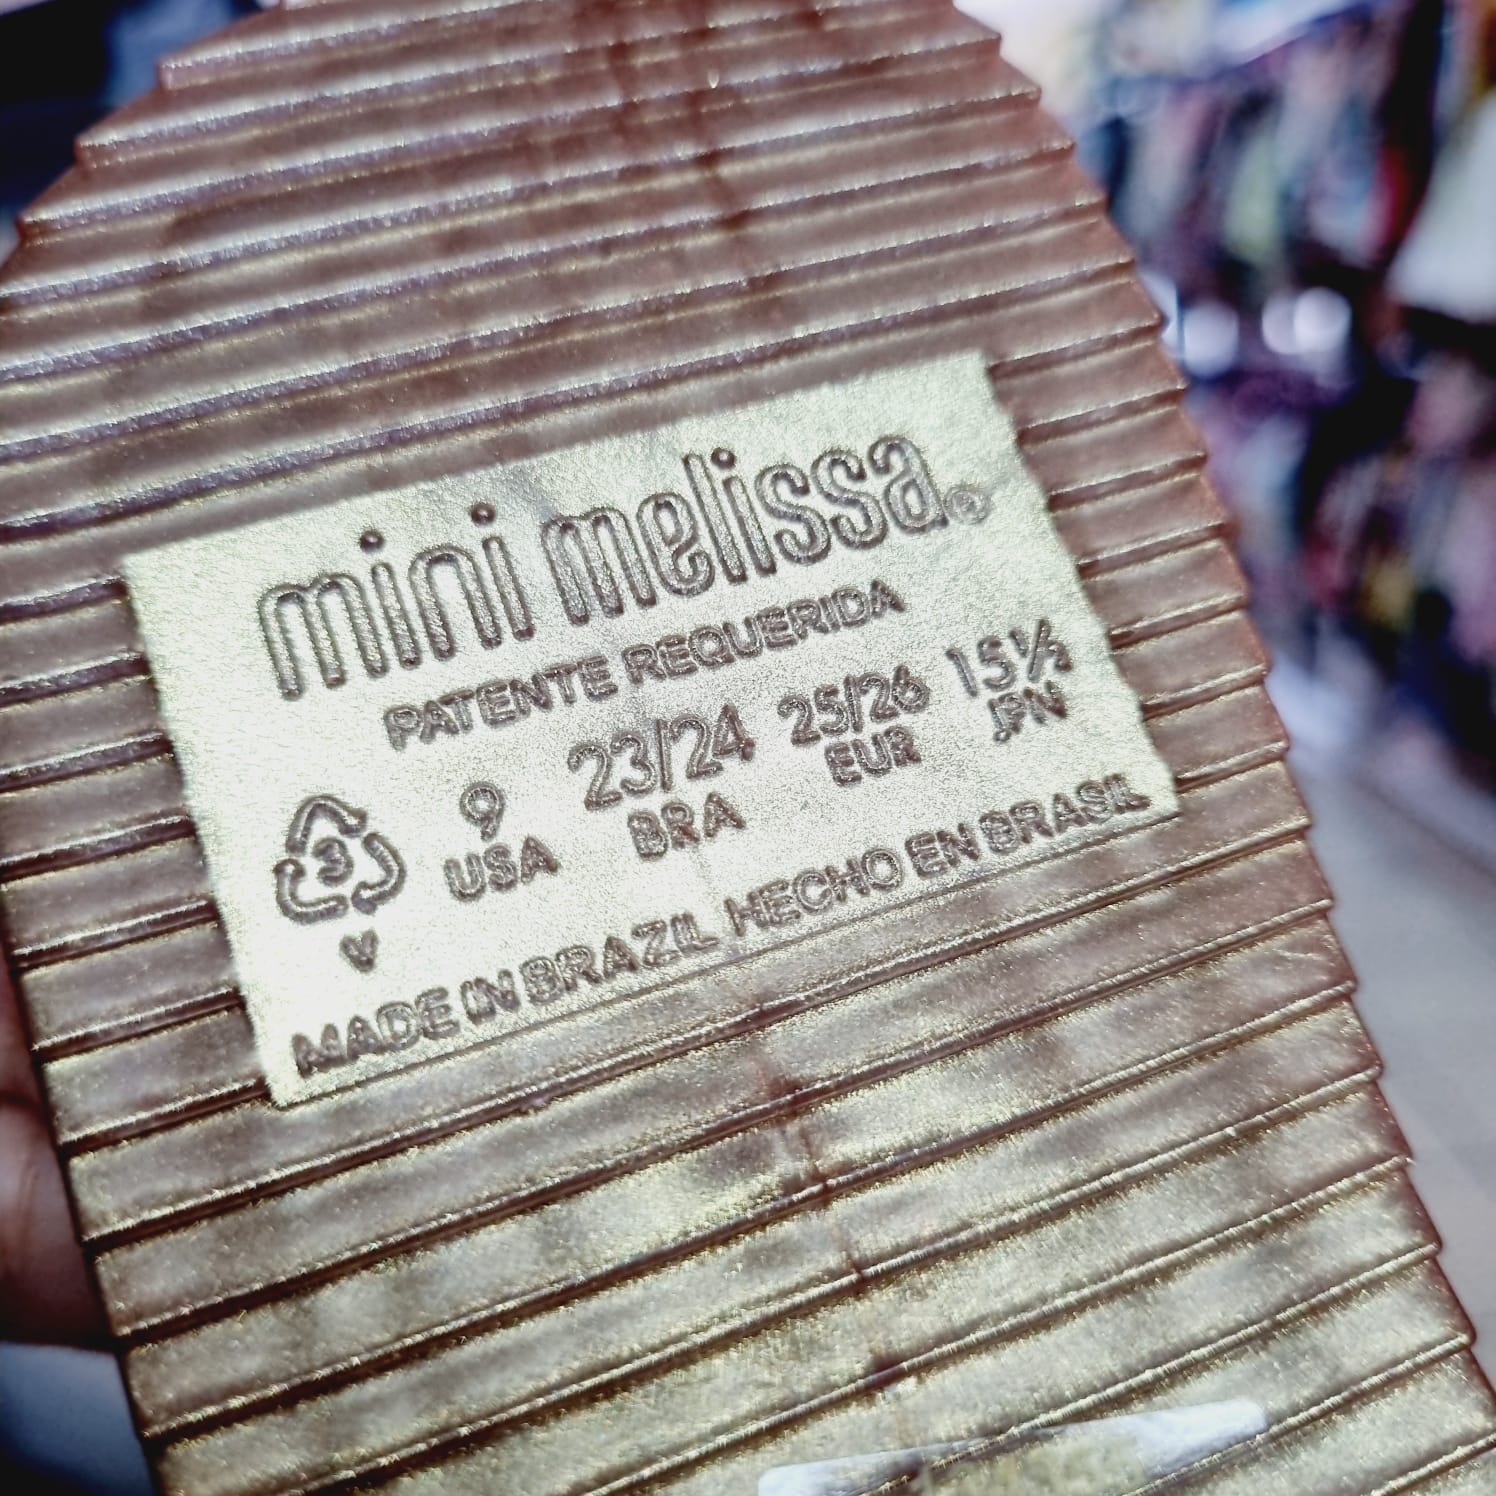 mini melissa®
PATENTE REQUERIDA
3
V
9 23/24 25/26 15½
USA BRA EUR JPN
MADE IN BRAZIL HECHO EN BRASIL